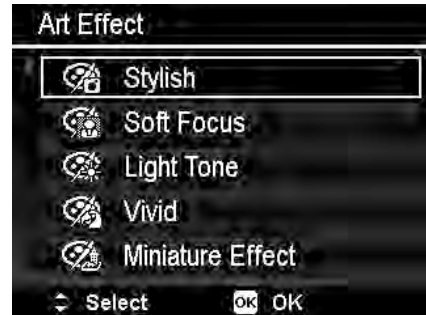 Art Effect
Stylish
Soft Focus
Light Tone
Vivid
Miniature Effect
Select OK OK